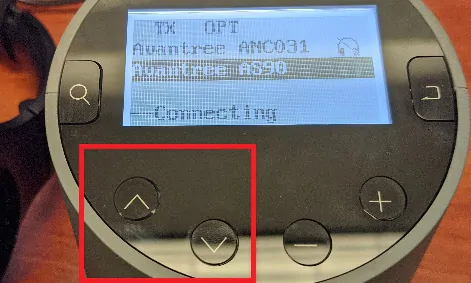 TX OPT
Avantree ANC031
Avantree AS90
Connecting